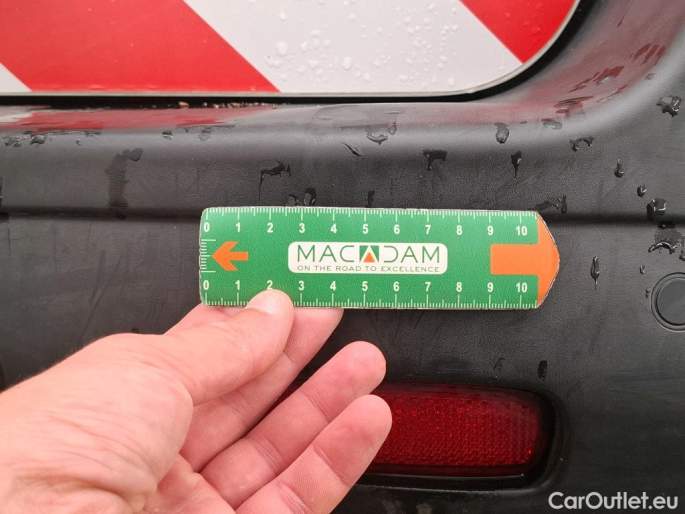 0 1 2 3 4 5 6 7 8 9 10
MACADAM
ON THE ROAD TO EXCELLENCE
0 1 2 3 4 5 6 7 8 9 10
CarOutlet.eu